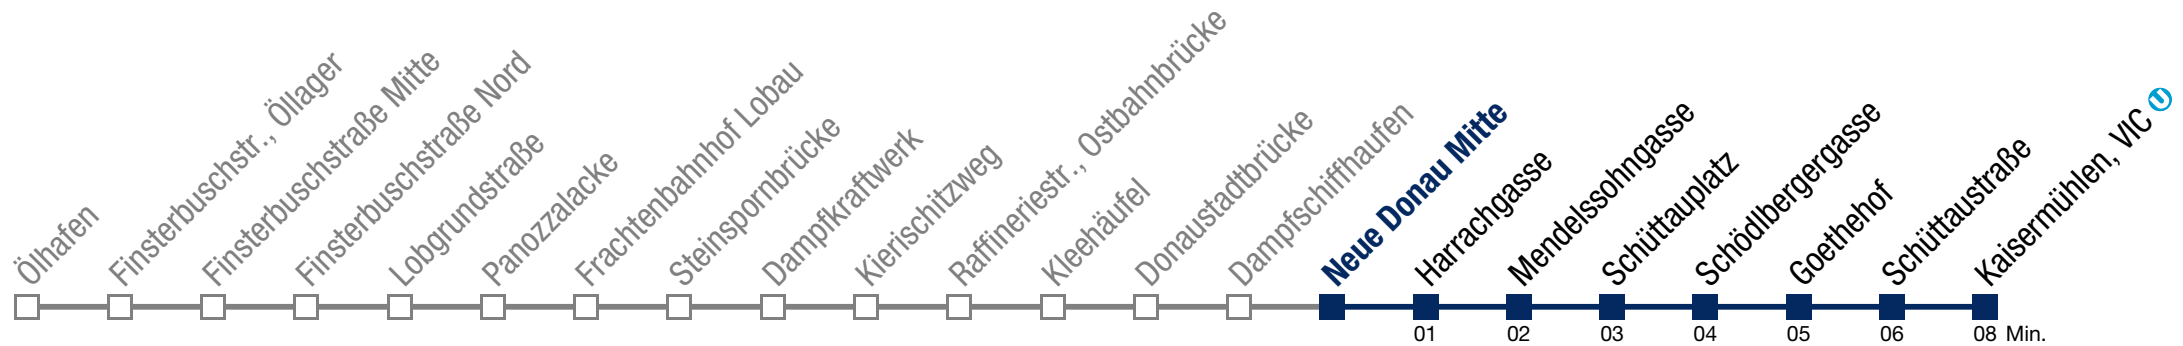 Ölhafen
Finsterbuschstr., Öllager
Finsterbuschstraße Mitte
Finsterbuschstraße Nord
Lobgrundstraße
Panozzalacke
Frachtenbahnhof Lobau
Steinspornbrücke
Dampfkraftwerk
Kierischitzweg
Raffineriestr., Ostbahnbrücke
Kleehäufel
Donaustadtbrücke
Dampfschiffhaufen
Neue Donau Mitte
Harrachgasse
Mendelssohngasse
Schüttauplatz
Schödlbergergasse
Goethehof
Schüttaustraße
Kaisermühlen, VIC U
01 02 03 04 05 06 08 Min.